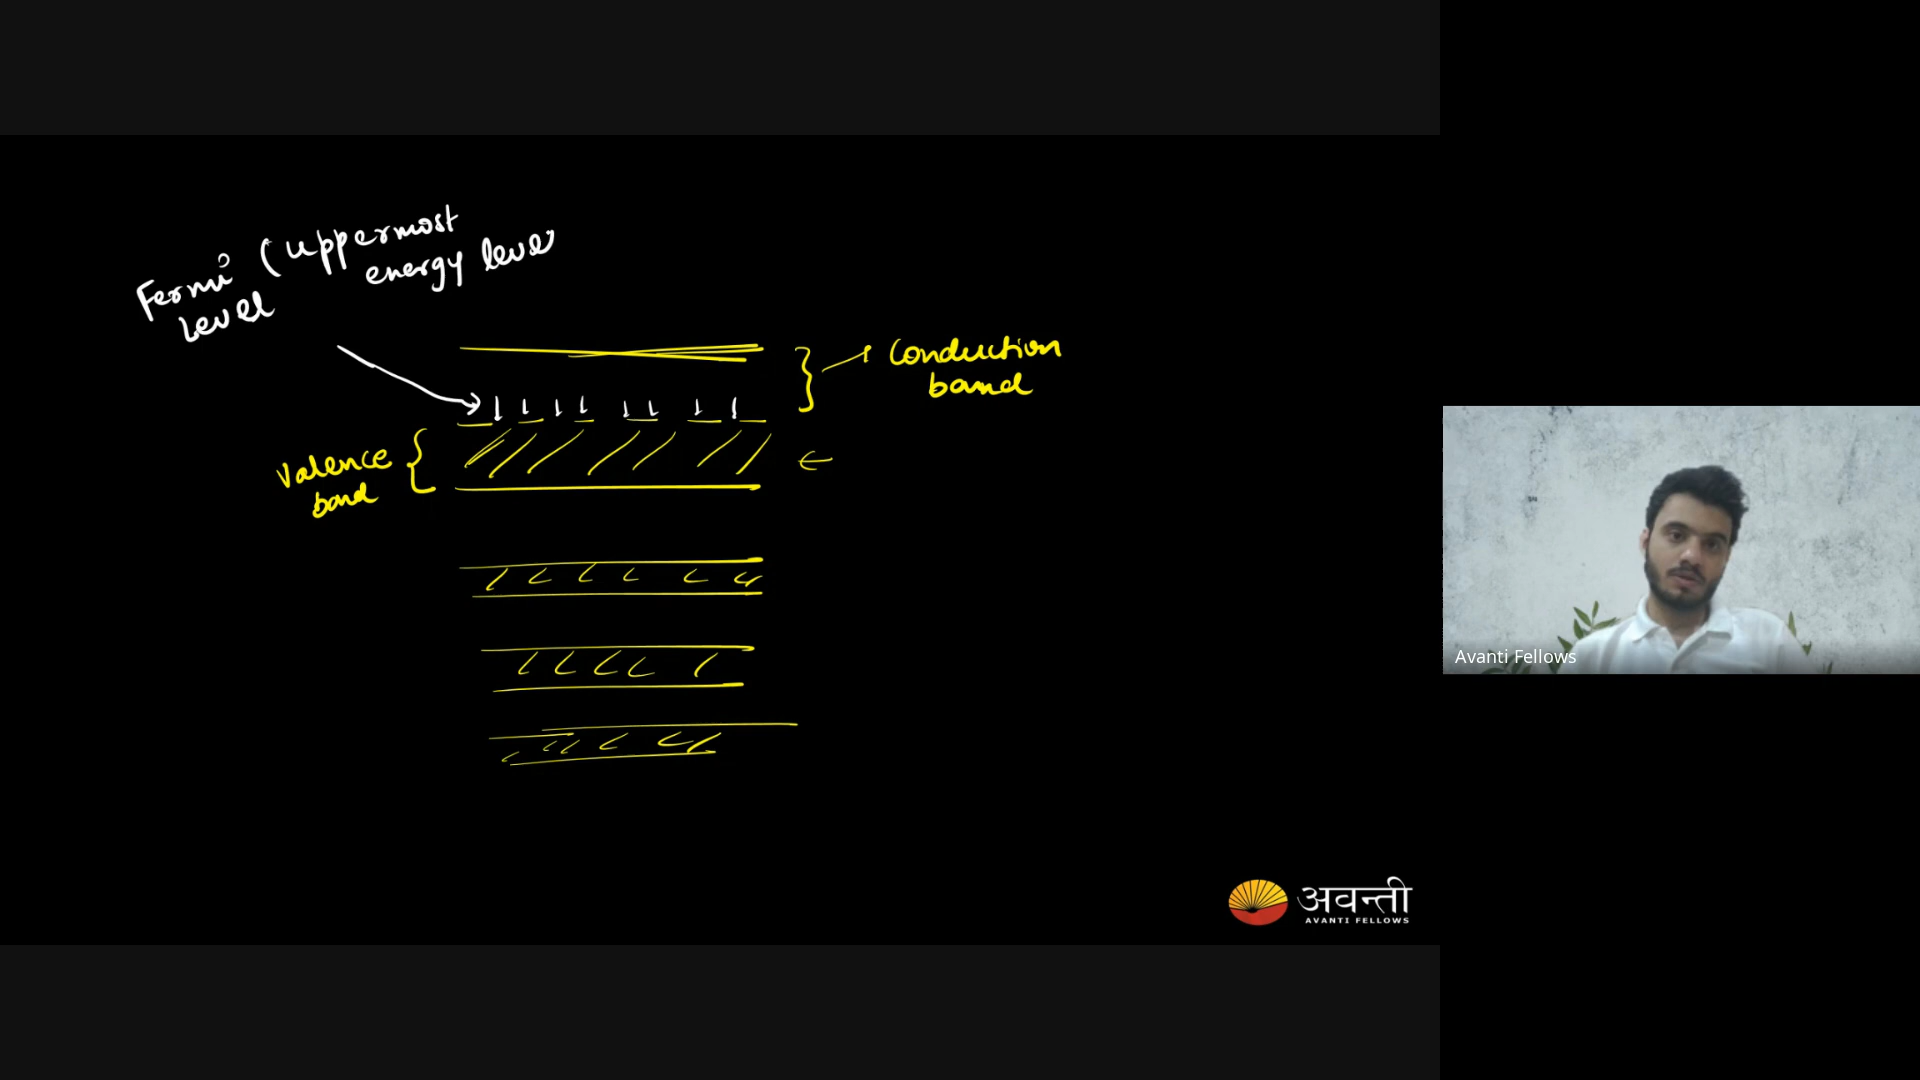 Fermi (uppermost
level energy level
Conduction
band
Valence
band
Avanti Fellows
अवन्ती
AVANTI FELLOWS